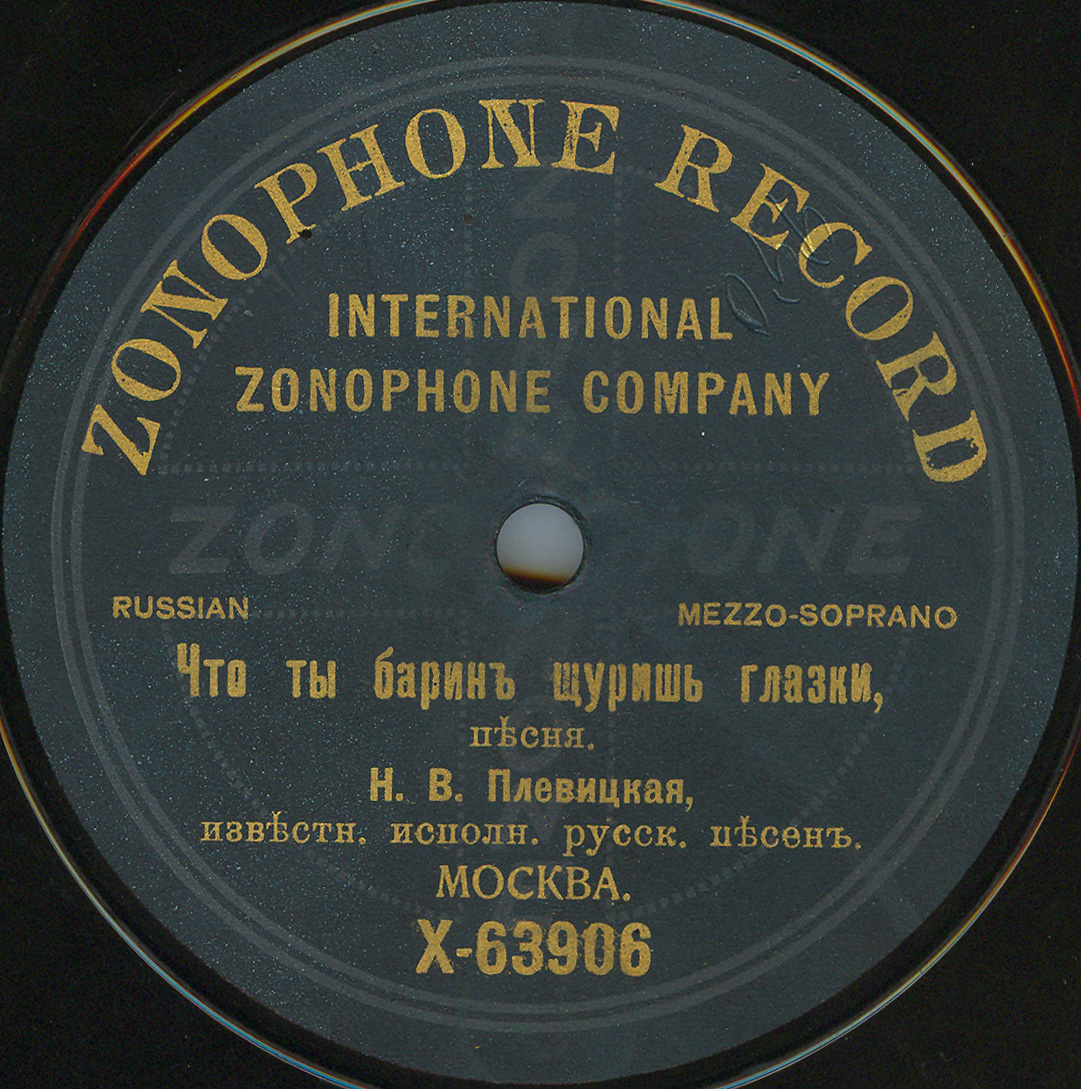 ZONOPHONE RECORD
INTERNATIONAL
ZONOPHONE COMPANY
ZONOPHONE
RUSSIAN
MEZZO-SOPRANO
Что ты баринъ щуришь глазки,
пѣсня.
Н. В. Плевицкая,
извѣстн. исполн. русск. пѣсенъ.
МОСКВА.
X-63906